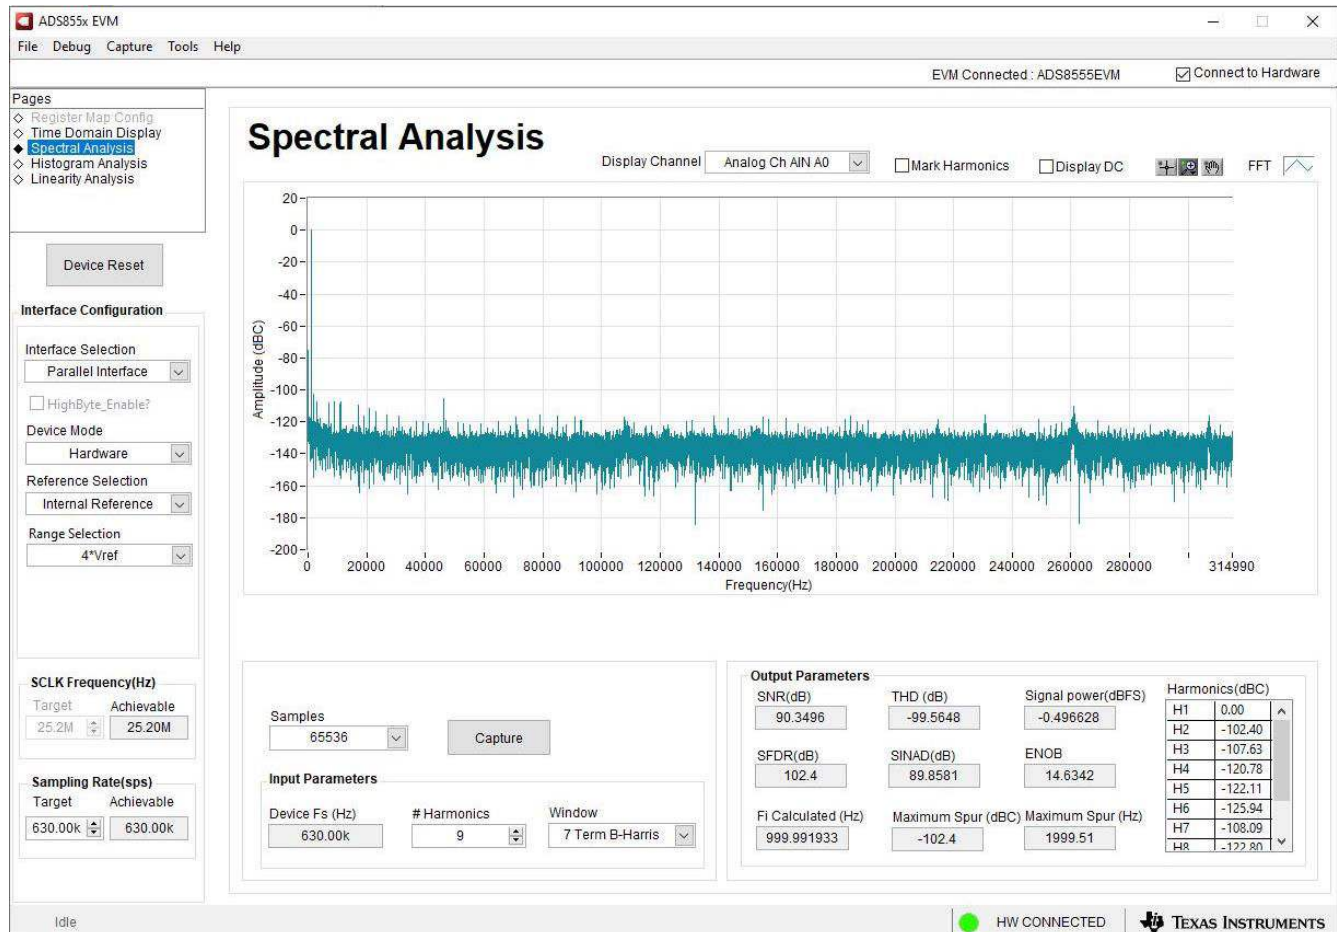 ADS855x EVM
File Debug Capture Tools Help
EVM Connected : ADS8555EVM Connect to Hardware
Pages
Register Map Config
Time Domain Display
Spectral Analysis
Histogram Analysis
Linearity Analysis
Device Reset
Interface Configuration
Interface Selection
Parallel Interface
HighByte_Enable?
Device Mode
Hardware
Reference Selection
Internal Reference
Range Selection
4*Vref
SCLK Frequency(Hz)
Target Achievable
25.2M 25.20M
Sampling Rate(sps)
Target Achievable
630.00k 630.00k
Spectral Analysis
Display Channel Analog Ch AIN A0 Mark Harmonics Display DC FFT
Amplitude (dBC)
20
0
-20
-40
-60
-80
-100
-120
-140
-160
-180
-200
0 20000 40000 60000 80000 100000 120000 140000 160000 180000 200000 220000 240000 260000 280000 314990
Frequency(Hz)
Samples
65536
Capture
Input Parameters
Device Fs (Hz) # Harmonics Window
630.00k 9 7 Term B-Harris
Output Parameters
SNR(dB) THD (dB) Signal power(dBFS)
90.3496 -99.5648 -0.496628
SFDR(dB) SINAD(dB) ENOB
102.4 89.8581 14.6342
Fi Calculated (Hz) Maximum Spur (dBC) Maximum Spur (Hz)
999.991933 -102.4 1999.51
Harmonics(dBC)
H1 0.00
H2 -102.40
H3 -107.63
H4 -120.78
H5 -122.11
H6 -125.94
H7 -108.09
H8 -122.80
Idle HW CONNECTED TEXAS INSTRUMENTS